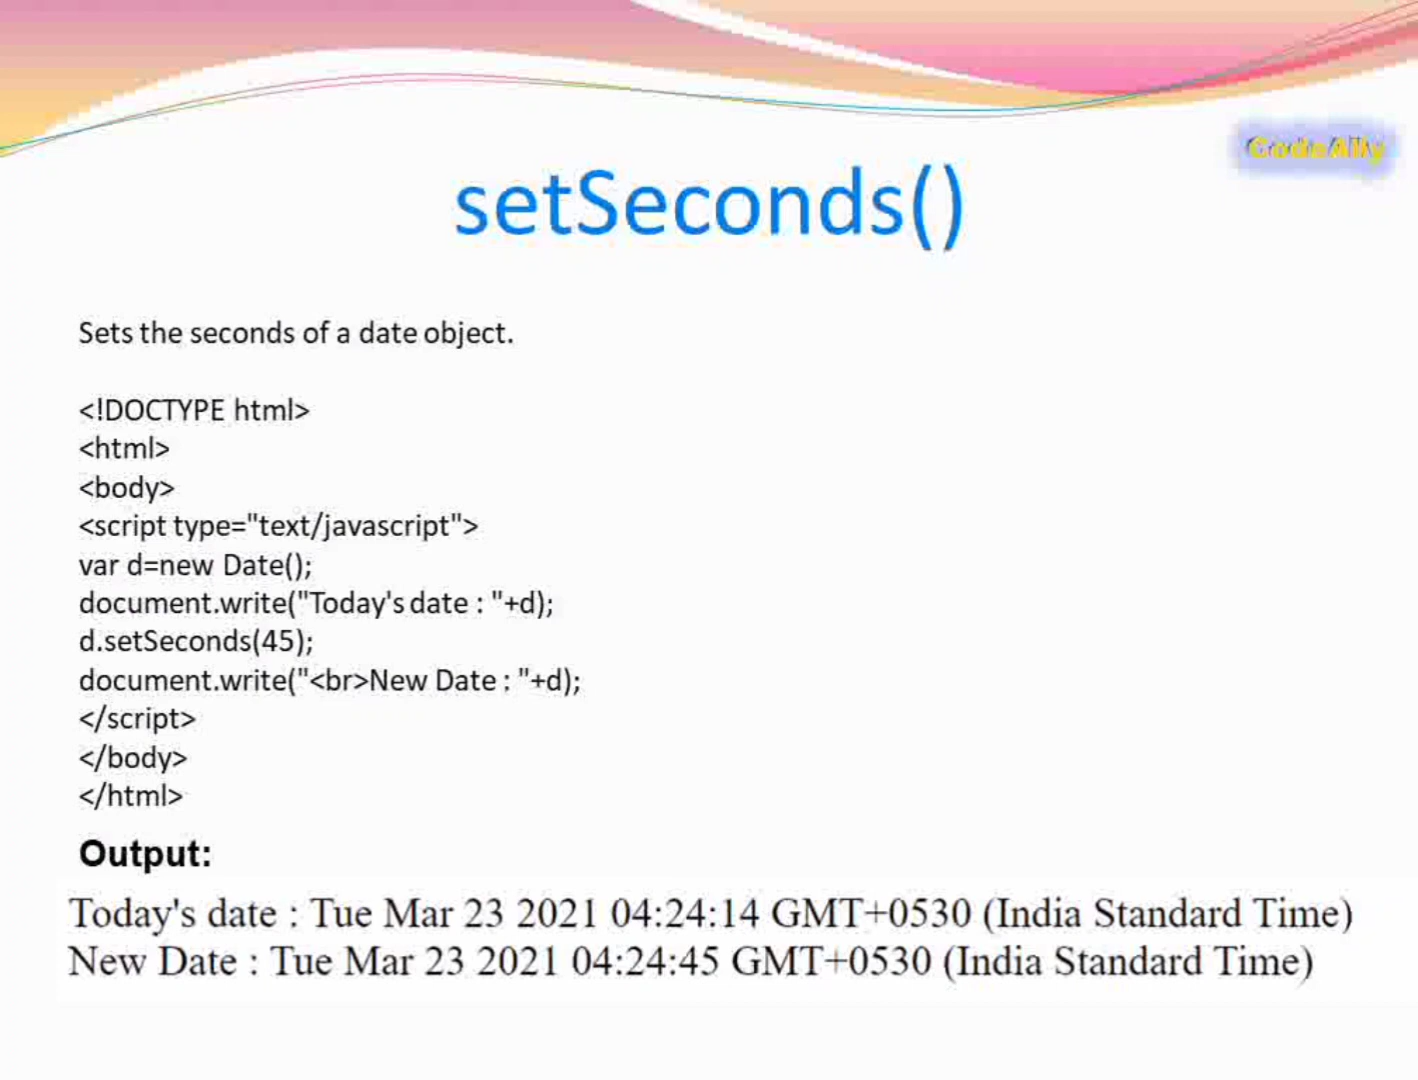 CodeAlly
setSeconds()
Sets the seconds of a date object.
<!DOCTYPE html>
<html>
<body>
<script type="text/javascript">
var d=new Date();
document.write("Today's date : "+d);
d.setSeconds(45);
document.write("<br>New Date : "+d);
</script>
</body>
</html>
Output:
Today's date : Tue Mar 23 2021 04:24:14 GMT+0530 (India Standard Time)
New Date : Tue Mar 23 2021 04:24:45 GMT+0530 (India Standard Time)